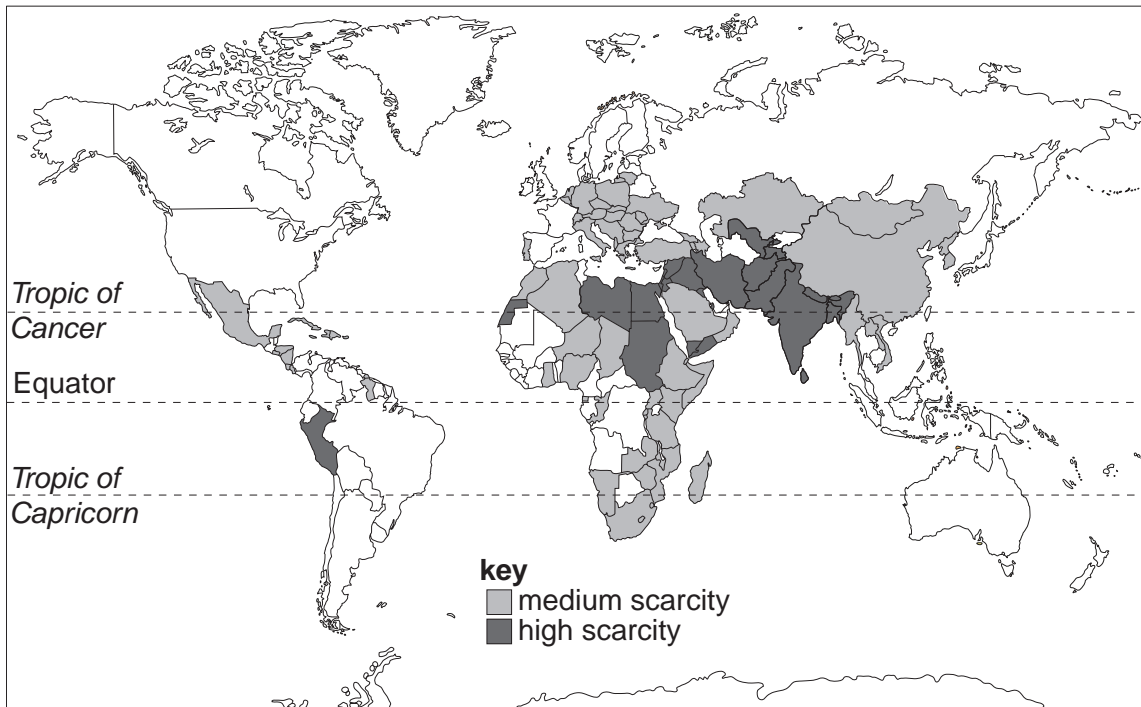 Tropic of
Cancer
Equator
Tropic of
Capricorn
key
medium scarcity
high scarcity